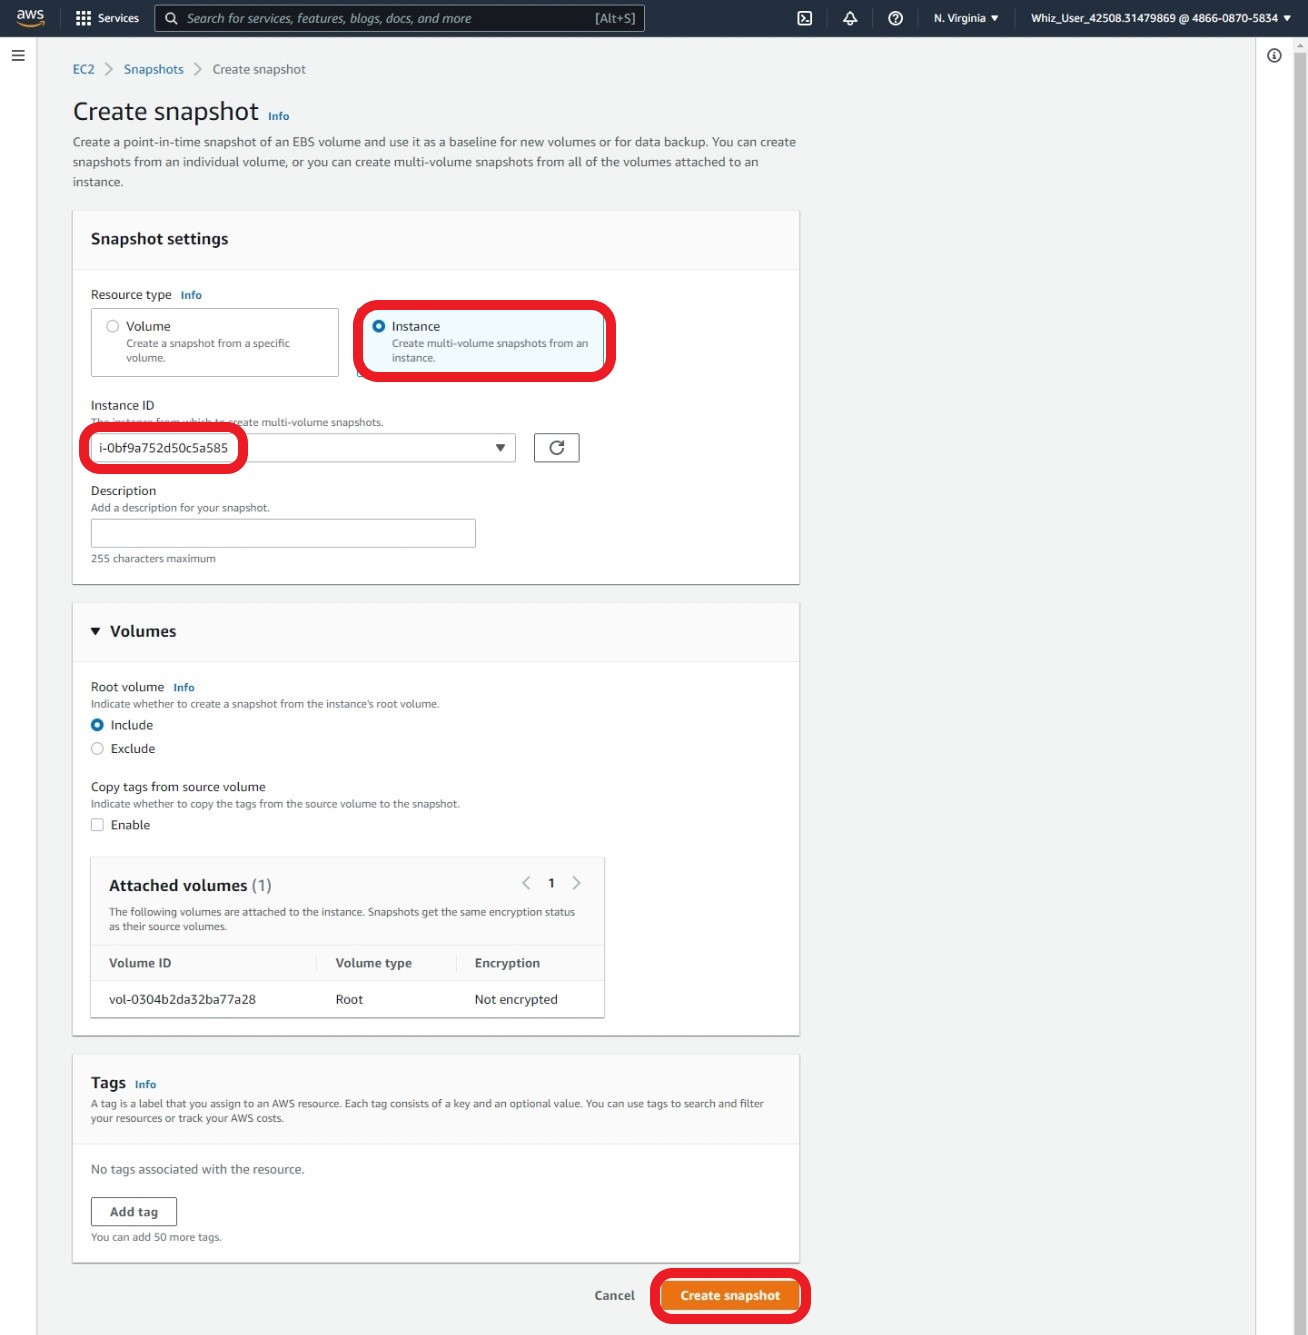 aws
Services
Search for services, features, blogs, docs, and more
[Alt+S]
N. Virginia
Whiz_User_42508.31479869 @ 4866-0870-5834
EC2 > Snapshots > Create snapshot
Create snapshot Info
Create a point-in-time snapshot of an EBS volume and use it as a baseline for new volumes or for data backup. You can create
snapshots from an individual volume, or you can create multi-volume snapshots from all of the volumes attached to an
instance.
Snapshot settings
Resource type Info
Volume
Create a snapshot from a specific
volume.
Instance
Create multi-volume snapshots from an
instance.
Instance ID
The instance from which to create multi-volume snapshots.
i-0bf9a752d50c5a585
Description
Add a description for your snapshot.
255 characters maximum
Volumes
Root volume Info
Indicate whether to create a snapshot from the instance's root volume.
Include
Exclude
Copy tags from source volume
Indicate whether to copy the tags from the source volume to the snapshot.
Enable
Attached volumes (1)
< 1 >
The following volumes are attached to the instance. Snapshots get the same encryption status
as their source volumes.
Volume ID Volume type Encryption
vol-0304b2da32ba77a28 Root Not encrypted
Tags Info
A tag is a label that you assign to an AWS resource. Each tag consists of a key and an optional value. You can use tags to search and filter
your resources or track your AWS costs.
No tags associated with the resource.
Add tag
You can add 50 more tags.
Cancel
Create snapshot